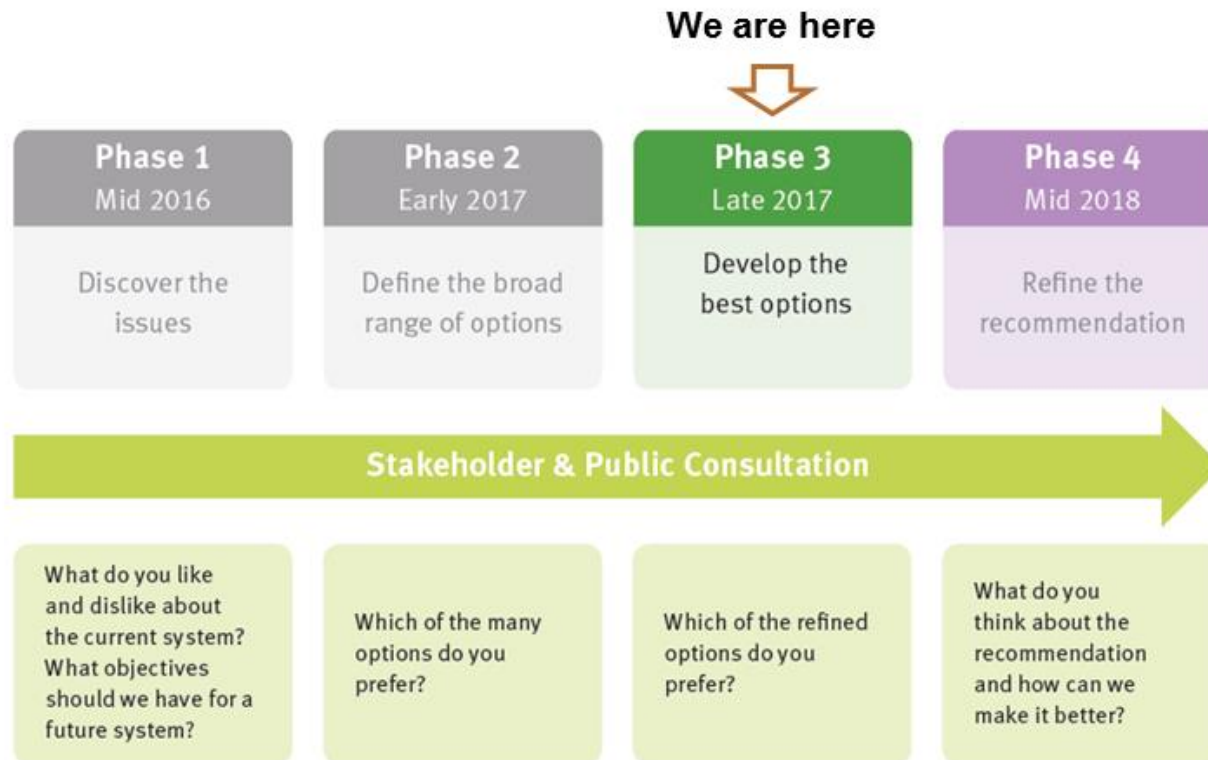 We are here
Phase 1
Mid 2016
Discover the
issues
Phase 2
Early 2017
Define the broad
range of options
Phase 3
Late 2017
Develop the
best options
Phase 4
Mid 2018
Refine the
recommendation
Stakeholder & Public Consultation
What do you like
and dislike about
the current system?
What objectives
should we have for a
future system?
Which of the many
options do you
prefer?
Which of the refined
options do you
prefer?
What do you
think about the
recommendation
and how can we
make it better?